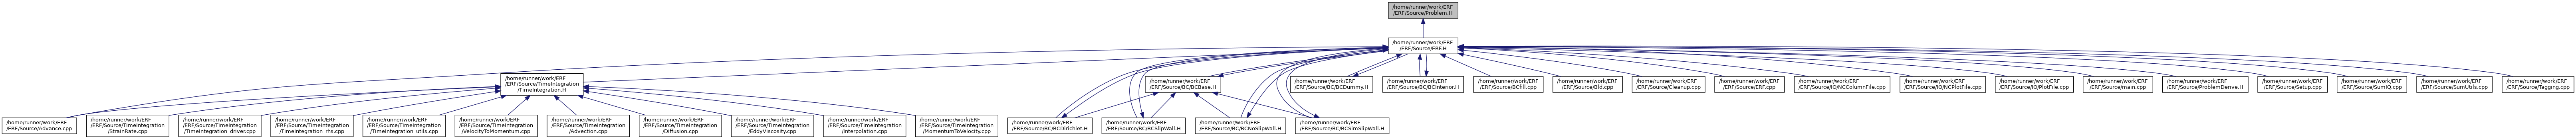 /home/runner/work/ERF
/ERF/Source/Problem.H
/home/runner/work/ERF
/ERF/Source/ERF.H
/home/runner/work/ERF
/ERF/Source/TimeIntegration
/TimeIntegration.H
/home/runner/work/ERF
/ERF/Source/BC/BCBase.H
/home/runner/work/ERF
/ERF/Source/BC/BCDummy.H
/home/runner/work/ERF
/ERF/Source/BC/BCInterior.H
/home/runner/work/ERF
/ERF/Source/BCfill.cpp
/home/runner/work/ERF
/ERF/Source/Bld.cpp
/home/runner/work/ERF
/ERF/Source/Cleanup.cpp
/home/runner/work/ERF
/ERF/Source/ERF.cpp
/home/runner/work/ERF
/ERF/Source/IO/NCColumnFile.cpp
/home/runner/work/ERF
/ERF/Source/IO/NCPlotFile.cpp
/home/runner/work/ERF
/ERF/Source/IO/PlotFile.cpp
/home/runner/work/ERF
/ERF/Source/main.cpp
/home/runner/work/ERF
/ERF/Source/ProblemDerive.H
/home/runner/work/ERF
/ERF/Source/Setup.cpp
/home/runner/work/ERF
/ERF/Source/SumIQ.cpp
/home/runner/work/ERF
/ERF/Source/SumUtils.cpp
/home/runner/work/ERF
/ERF/Source/Tagging.cpp
/home/runner/work/ERF
/ERF/Source/Advance.cpp
/home/runner/work/ERF
/ERF/Source/TimeIntegration
/StrainRate.cpp
/home/runner/work/ERF
/ERF/Source/TimeIntegration
/TimeIntegration_driver.cpp
/home/runner/work/ERF
/ERF/Source/TimeIntegration
/TimeIntegration_rhs.cpp
/home/runner/work/ERF
/ERF/Source/TimeIntegration
/TimeIntegration_utils.cpp
/home/runner/work/ERF
/ERF/Source/TimeIntegration
/VelocityToMomentum.cpp
/home/runner/work/ERF
/ERF/Source/TimeIntegration
/Advection.cpp
/home/runner/work/ERF
/ERF/Source/TimeIntegration
/Diffusion.cpp
/home/runner/work/ERF
/ERF/Source/TimeIntegration
/EddyViscosity.cpp
/home/runner/work/ERF
/ERF/Source/TimeIntegration
/Interpolation.cpp
/home/runner/work/ERF
/ERF/Source/TimeIntegration
/MomentumToVelocity.cpp
/home/runner/work/ERF
/ERF/Source/BC/BCDirichlet.H
/home/runner/work/ERF
/ERF/Source/BC/BCSlipWall.H
/home/runner/work/ERF
/ERF/Source/BC/BCNoSlipWall.H
/home/runner/work/ERF
/ERF/Source/BC/BCSimSlipWall.H